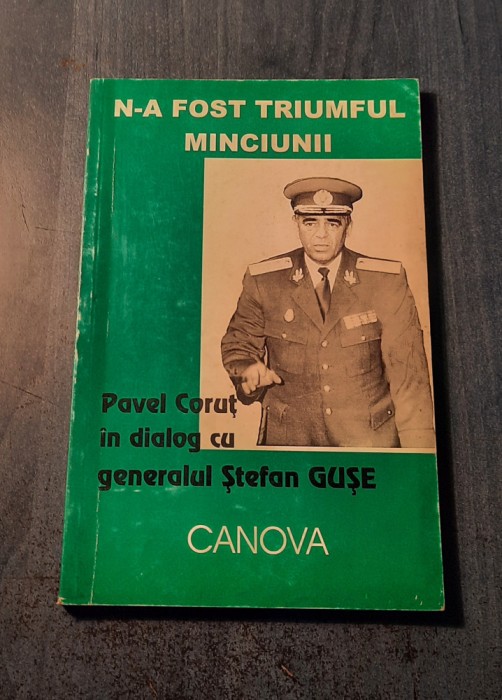 N-A FOST TRIUMFUL
MINCIUNII
Pavel Coruț
în dialog cu
generalul Ștefan GUȘE
CANOVA